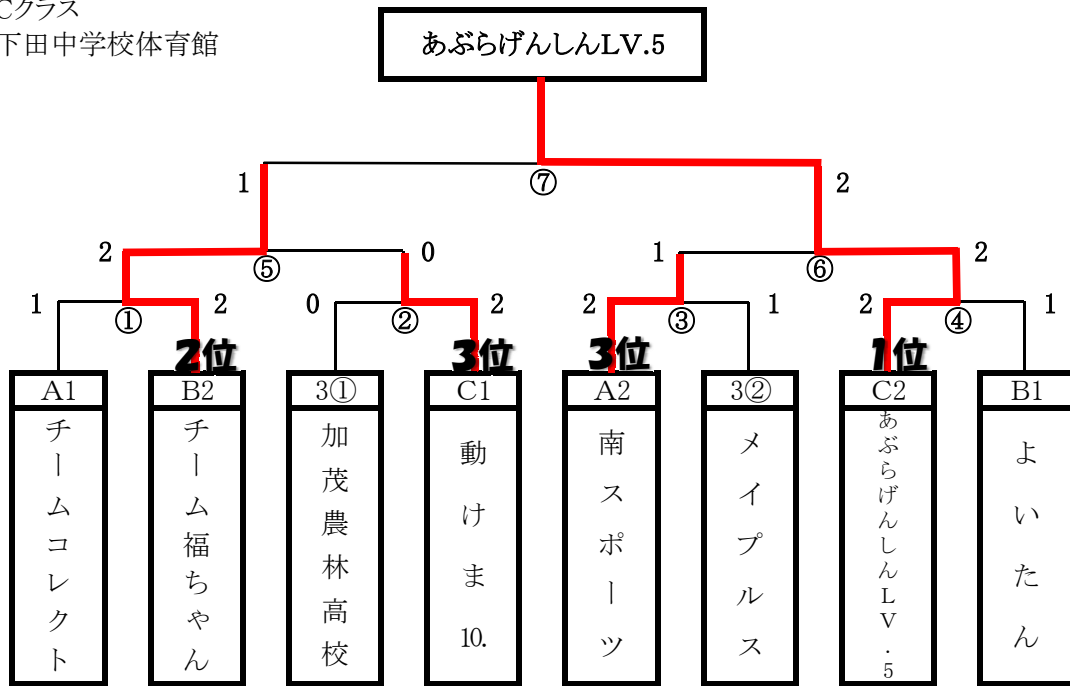 Cクラス
下田中学校体育館
あぶらげんしんLV.5
1
⑦
2
2
⑤
0
1
⑥
2
1
①
2
0
②
2
2
③
1
2
④
1
2位
3位
3位
1位
A1
B2
3①
C1
A2
3②
C2
B1
チームコレクト
チーム福ちゃん
加茂農林高校
動けま10.
南スポーツ
メイプルス
あぶらげんしんLV.5
よいたん